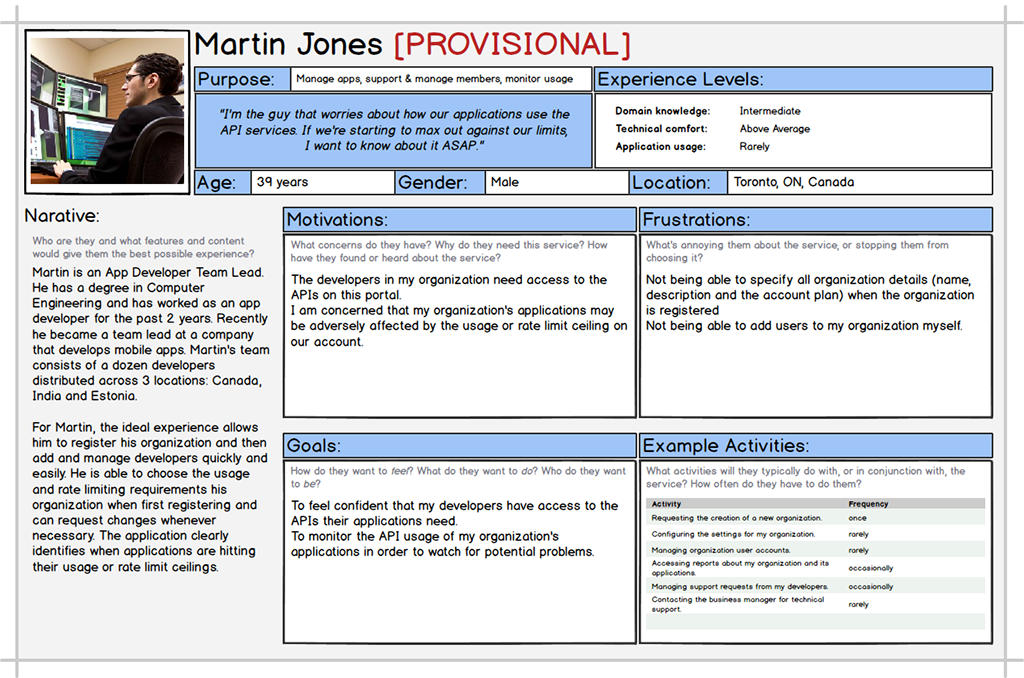 Martin Jones [PROVISIONAL]
Purpose:
Manage apps, support & manage members, monitor usage
"I'm the guy that worries about how our applications use the
API services. If we're starting to max out against our limits,
I want to know about it ASAP."
Experience Levels:
Domain knowledge: Intermediate
Technical comfort: Above Average
Application usage: Rarely
Age: 39 years
Gender: Male
Location: Toronto, ON, Canada
Narative:
Who are they and what features and content
would give them the best possible experience?
Martin is an App Developer Team Lead.
He has a degree in Computer
Engineering and has worked as an app
developer for the past 2 years. Recently
he became a team lead at a company
that develops mobile apps. Martin's team
consists of a dozen developers
distributed across 3 locations: Canada,
India and Estonia.
For Martin, the ideal experience allows
him to register his organization and then
add and manage developers quickly and
easily. He is able to choose the usage
and rate limiting requirements his
organization when first registering and
can request changes whenever
necessary. The application clearly
identifies when applications are hitting
their usage or rate limit ceilings.
Motivations:
What concerns do they have? Why do they need this service? How
have they found or heard about the service?
The developers in my organization need access to the
APIs on this portal.
I am concerned that my organization's applications may
be adversely affected by the usage or rate limit ceiling on
our account.
Frustrations:
What's annoying them about the service, or stopping them from
choosing it?
Not being able to specify all organization details (name,
description and the account plan) when the organization
is registered
Not being able to add users to my organization myself.
Goals:
How do they want to feel? What do they want to do? Who do they want
to be?
To feel confident that my developers have access to the
APIs their applications need.
To monitor the API usage of my organization's
applications in order to watch for potential problems.
Example Activities:
What activities will they typically do with, or in conjunction with, the
service? How often do they have to do them?
Activity Frequency
Requesting the creation of a new organization. once
Configuring the settings for my organization. rarely
Managing organization user accounts. rarely
Accessing reports about my organization and its
applications. occasionally
Managing support requests from my developers. occasionally
Contacting the business manager for technical
support. rarely